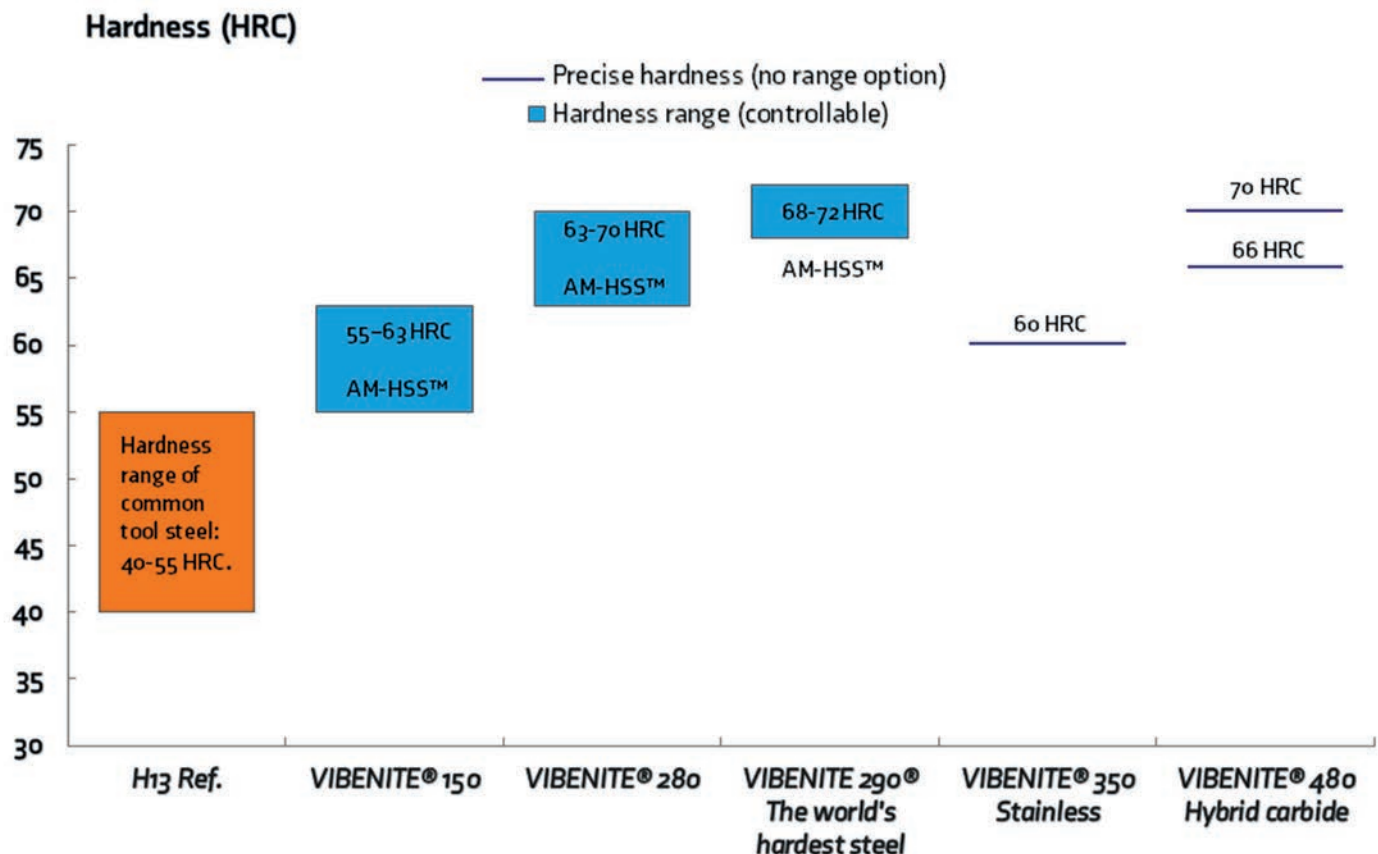 Hardness (HRC)
Precise hardness (no range option)
Hardness range (controllable)
75
70
65
60
55
50
45
40
35
30
Hardness
range of
common
tool steel:
40-55 HRC.
55–63 HRC
AM-HSS™
63-70 HRC
AM-HSS™
68-72 HRC
AM-HSS™
60 HRC
70 HRC
66 HRC
H13 Ref.
VIBENITE® 150
VIBENITE® 280
VIBENITE 290®
The world's
hardest steel
VIBENITE® 350
Stainless
VIBENITE® 480
Hybrid carbide